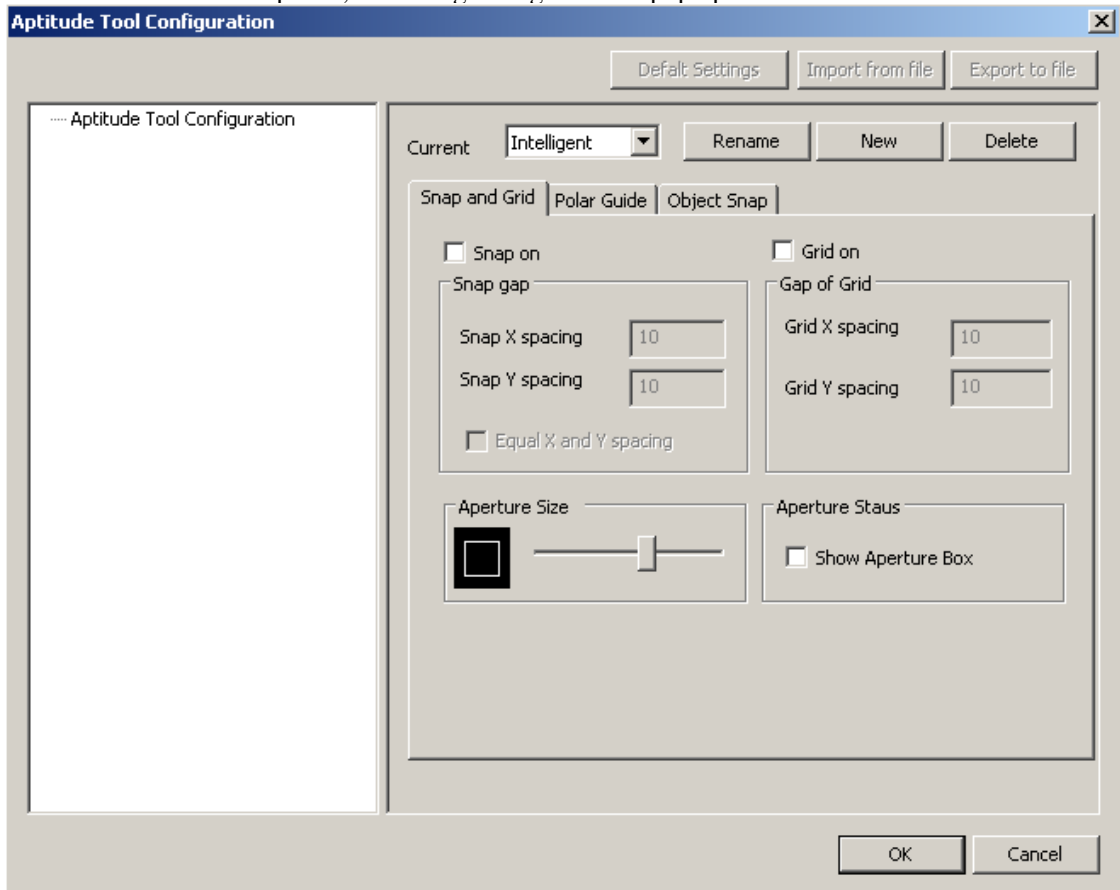 Aptitude Tool Configuration
Defalt Settings Import from file Export to file
Aptitude Tool Configuration
Current Intelligent Rename New Delete
Snap and Grid Polar Guide Object Snap
Snap on
Grid on
Snap gap
Snap X spacing 10
Snap Y spacing 10
Equal X and Y spacing
Gap of Grid
Grid X spacing 10
Grid Y spacing 10
Aperture Size
Aperture Staus
Show Aperture Box
OK Cancel